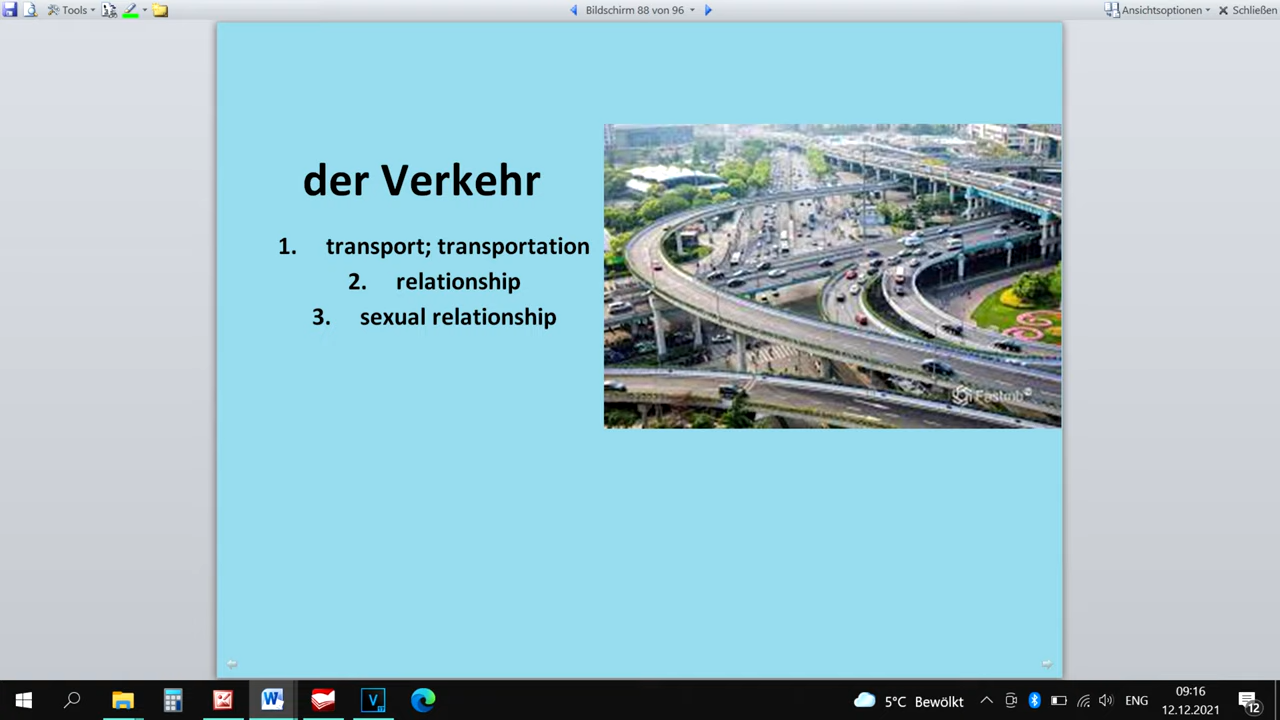 Tools
Bildschirm 88 von 96
Ansichtsoptionen
Schließen
der Verkehr
1. transport; transportation
2. relationship
3. sexual relationship
Fastmb
5°C Bewölkt
ENG
09:16
12.12.2021
12